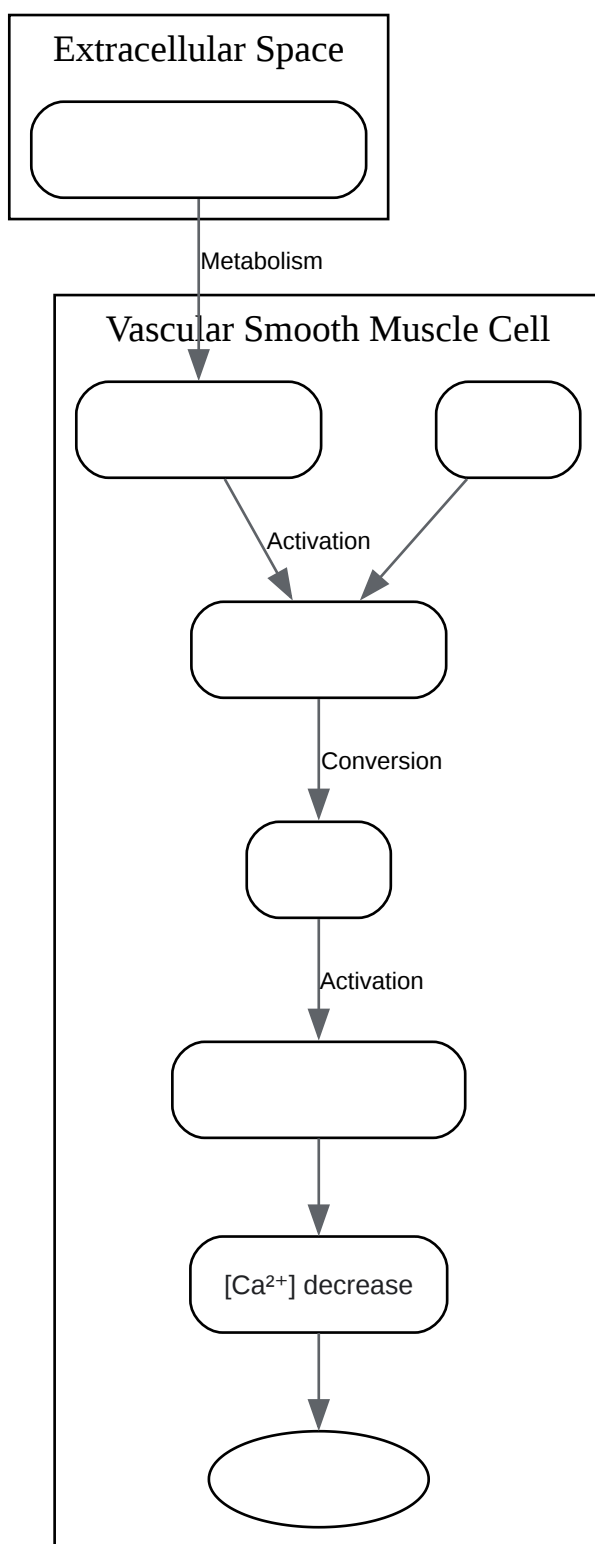 Extracellular Space
Metabolism
Vascular Smooth Muscle Cell
Activation
Conversion
Activation
[Ca²⁺] decrease